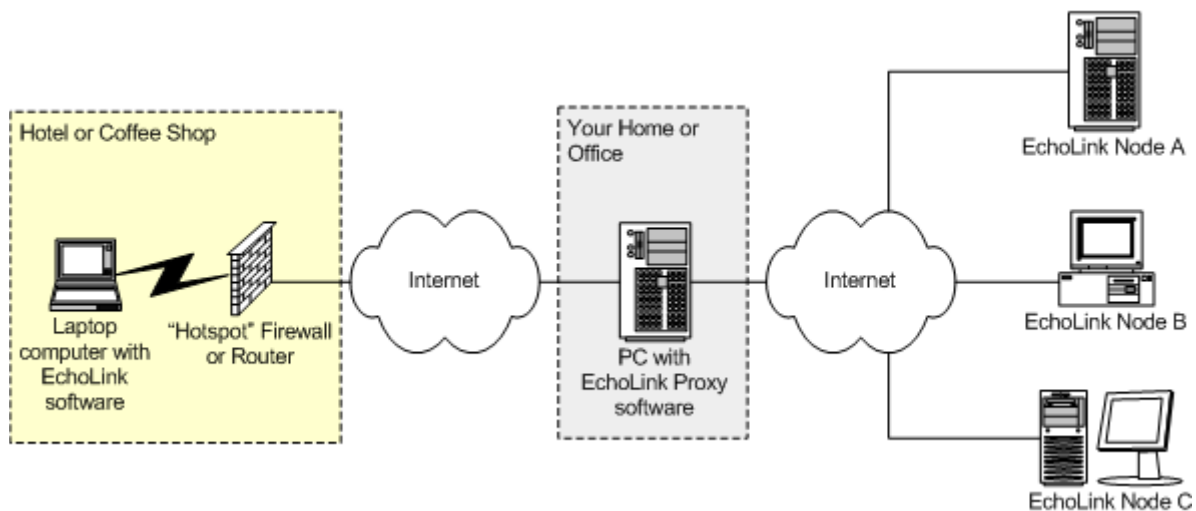 Hotel or Coffee Shop
Laptop
computer with
EchoLink
software
“Hotspot” Firewall
or Router
Internet
Your Home or
Office
PC with
EchoLink Proxy
software
Internet
EchoLink Node A
EchoLink Node B
EchoLink Node C